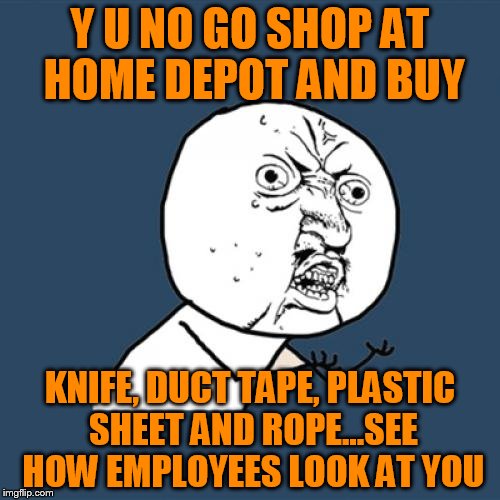 Y U NO GO SHOP AT
HOME DEPOT AND BUY
KNIFE, DUCT TAPE, PLASTIC
SHEET AND ROPE...SEE
HOW EMPLOYEES LOOK AT YOU
imgflip.com